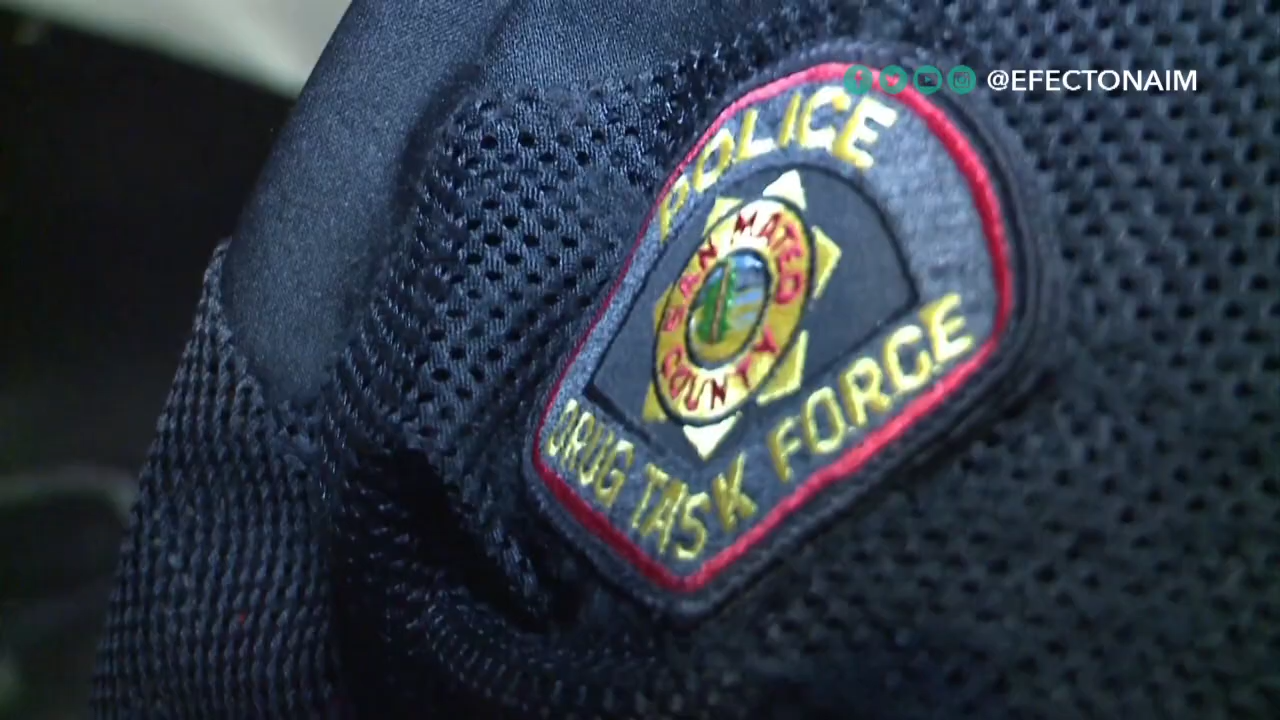 @EFECTONAIM
POLICE
SAN MATEO
COUNTY
DRUG TASK FORCE